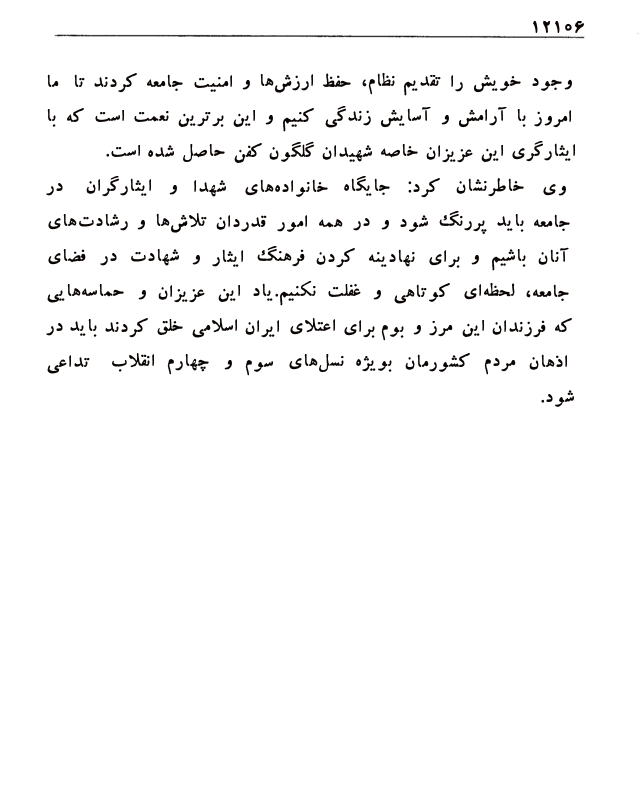 ۱۲۱۰۶
وجود خویش را تقدیم نظام، حفظ ارزش‌ها و امنیت جامعه کردند تا ما
امروز با آرامش و آسایش زندگی کنیم و این برترین نعمت است که با
ایثارگری این عزیزان خاصه شهیدان گلگون کفن حاصل شده است.
وی خاطرنشان کرد: جایگاه خانواده‌های شهدا و ایثارگران در
جامعه باید پررنگ شود و در همه امور قدردان تلاش‌ها و رشادت‌های
آنان باشیم و برای نهادینه کردن فرهنگ ایثار و شهادت در فضای
جامعه، لحظه‌ای کوتاهی و غفلت نکنیم.یاد این عزیزان و حماسه‌هایی
که فرزندان این مرز و بوم برای اعتلای ایران اسلامی خلق کردند باید در
اذهان مردم کشورمان بویژه نسل‌های سوم و چهارم انقلاب تداعی
شود.